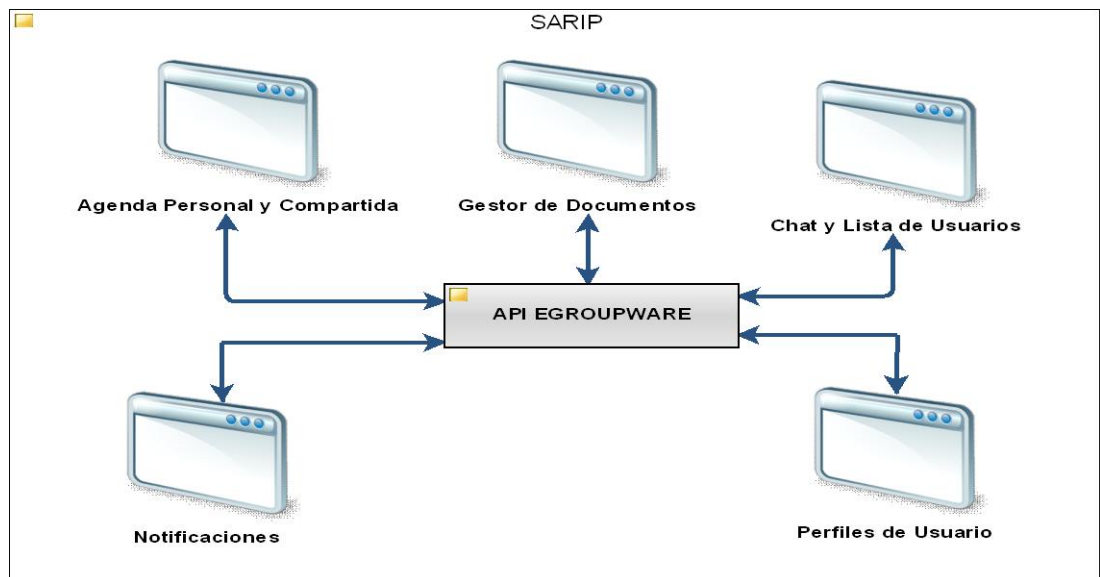 SARIP
Agenda Personal y Compartida
Gestor de Documentos
Chat y Lista de Usuarios
API EGROUPWARE
Notificaciones
Perfiles de Usuario